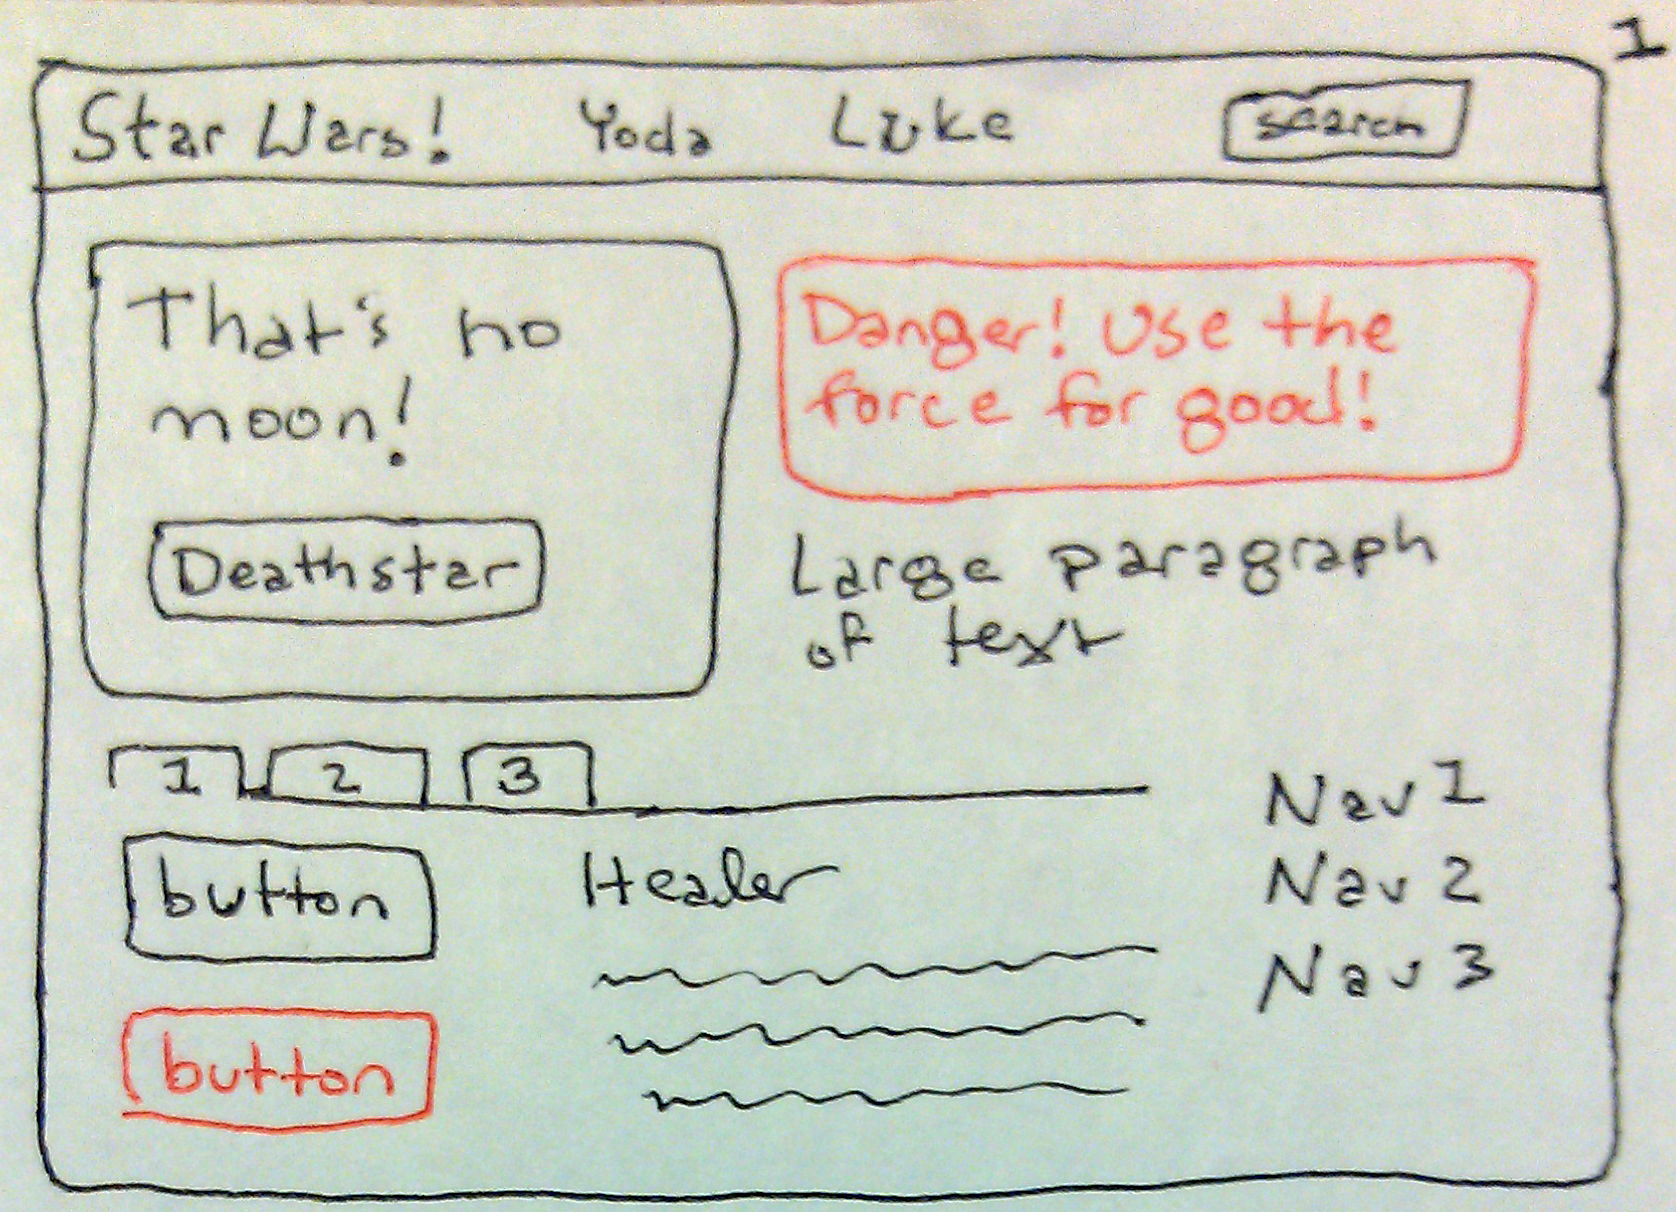 1
Star Wars! Yoda Luke search
That's no
moon!
Deathstar
Danger! Use the
force for good!
Large paragraph
of text
1 2 3
button
button
Header
Nav 1
Nav 2
Nav 3